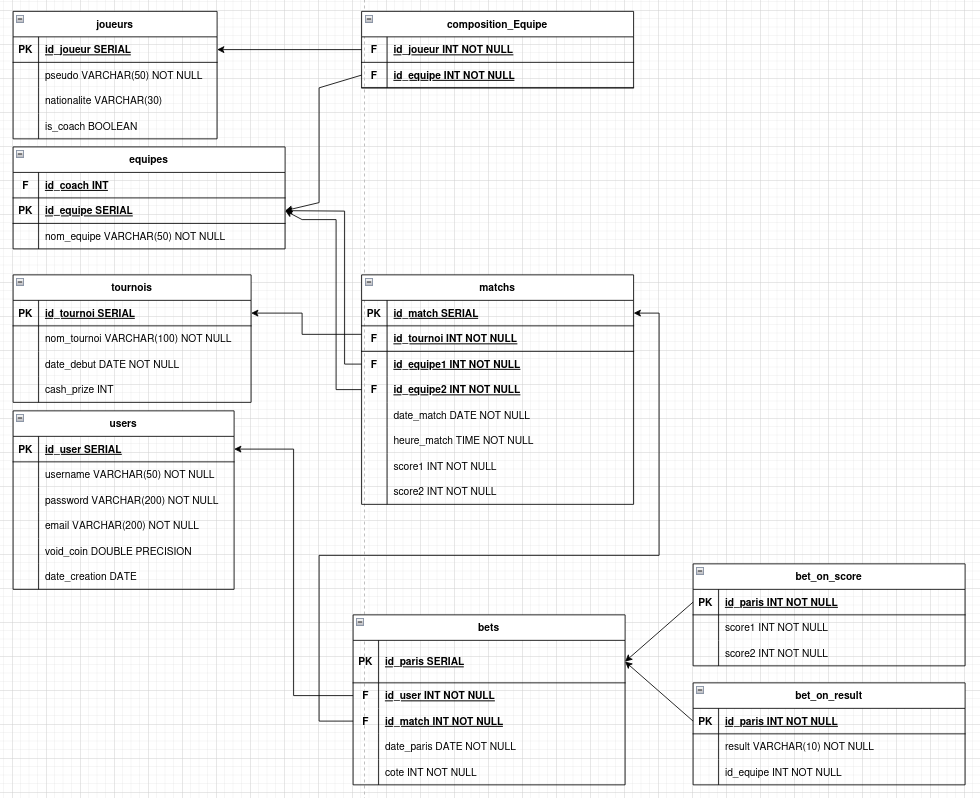 joueurs
PK id_joueur SERIAL
pseudo VARCHAR(50) NOT NULL
nationalite VARCHAR(30)
is_coach BOOLEAN
composition_Equipe
F id_joueur INT NOT NULL
F id_equipe INT NOT NULL
equipes
F id_coach INT
PK id_equipe SERIAL
nom_equipe VARCHAR(50) NOT NULL
tournois
PK id_tournoi SERIAL
nom_tournoi VARCHAR(100) NOT NULL
date_debut DATE NOT NULL
cash_prize INT
matchs
PK id_match SERIAL
F id_tournoi INT NOT NULL
F id_equipe1 INT NOT NULL
F id_equipe2 INT NOT NULL
date_match DATE NOT NULL
heure_match TIME NOT NULL
score1 INT NOT NULL
score2 INT NOT NULL
users
PK id_user SERIAL
username VARCHAR(50) NOT NULL
password VARCHAR(200) NOT NULL
email VARCHAR(200) NOT NULL
void_coin DOUBLE PRECISION
date_creation DATE
bets
PK id_paris SERIAL
F id_user INT NOT NULL
F id_match INT NOT NULL
date_paris DATE NOT NULL
cote INT NOT NULL
bet_on_score
PK id_paris INT NOT NULL
score1 INT NOT NULL
score2 INT NOT NULL
bet_on_result
PK id_paris INT NOT NULL
result VARCHAR(10) NOT NULL
id_equipe INT NOT NULL